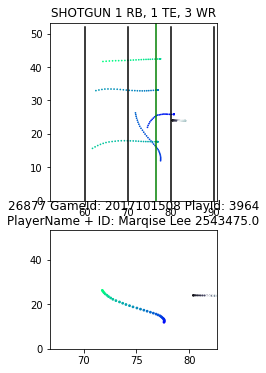 SHOTGUN 1 RB, 1 TE, 3 WR
50
40
30
20
10
0
60 70 80 90
26877 GameId: 2017101508 PlayId: 3964
PlayerName + ID: Marqise Lee 2543475.0
40
20
0
70 80 90